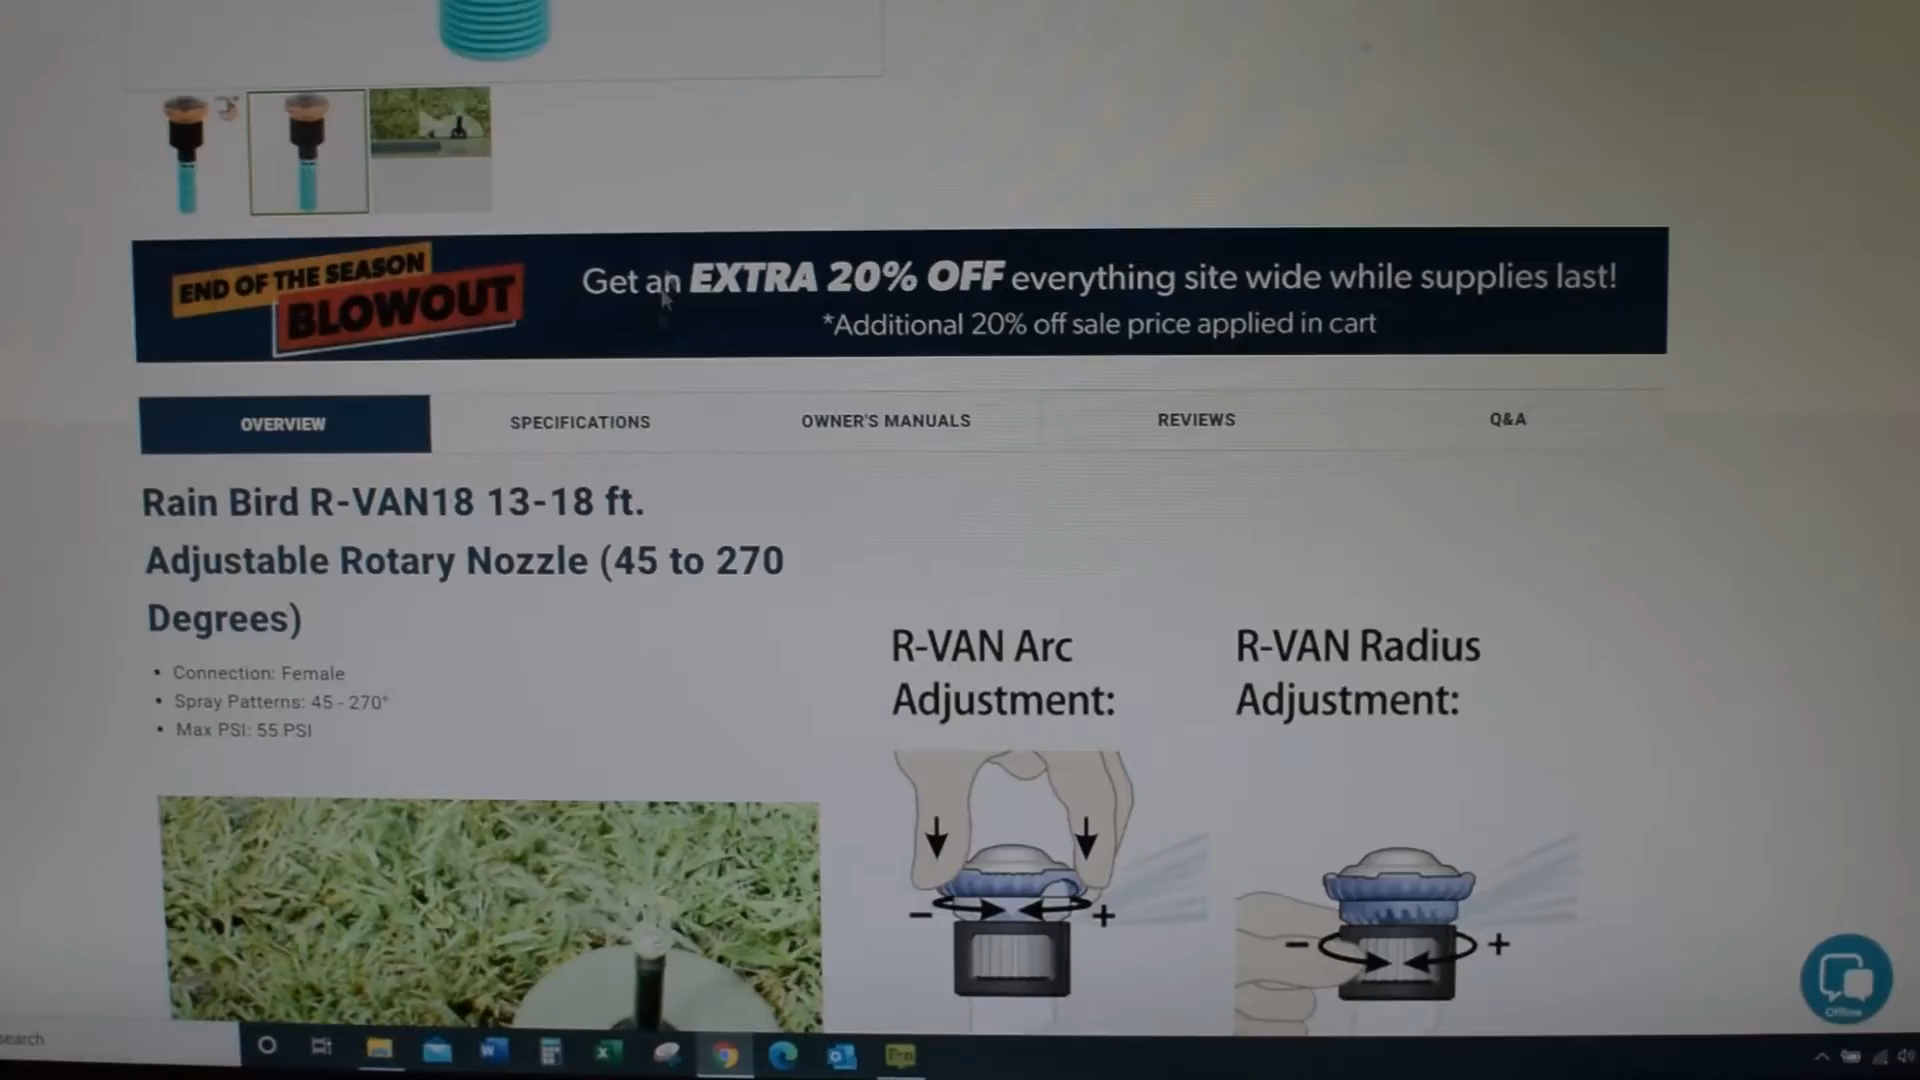 END OF THE SEASON
BLOWOUT
Get an EXTRA 20% OFF everything site wide while supplies last!
*Additional 20% off sale price applied in cart
OVERVIEW
SPECIFICATIONS
OWNER'S MANUALS
REVIEWS
Q&A
Rain Bird R-VAN18 13-18 ft.
Adjustable Rotary Nozzle (45 to 270
Degrees)
• Connection: Female
• Spray Patterns: 45 - 270°
• Max PSI: 55 PSI
R-VAN Arc
Adjustment:
R-VAN Radius
Adjustment:
- +
- +
Offline
search